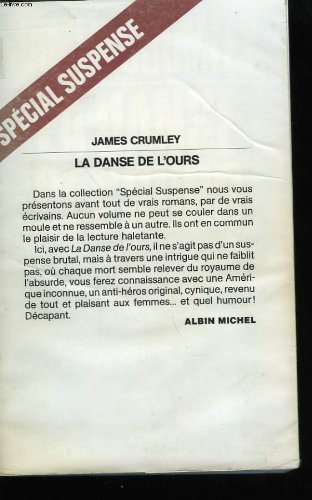 SPÉCIAL SUSPENSE
JAMES CRUMLEY
LA DANSE DE L'OURS
Dans la collection "Spécial Suspense" nous vous
présentons avant tout de vrais romans, par de vrais
écrivains. Aucun volume ne peut se couler dans un
moule et ne ressemble à un autre. Ils ont en commun
le plaisir de la lecture haletante.
Ici, avec La Danse de l'ours, il ne s'agit pas d'un sus-
pense brutal, mais à travers une intrigue qui ne faiblit
pas, où chaque mort semble relever du royaume de
l'absurde, vous ferez connaissance avec une Améri-
que inconnue, un anti-héros original, cynique, revenu
de tout et plaisant aux femmes... et quel humour!
Décapant.
ALBIN MICHEL